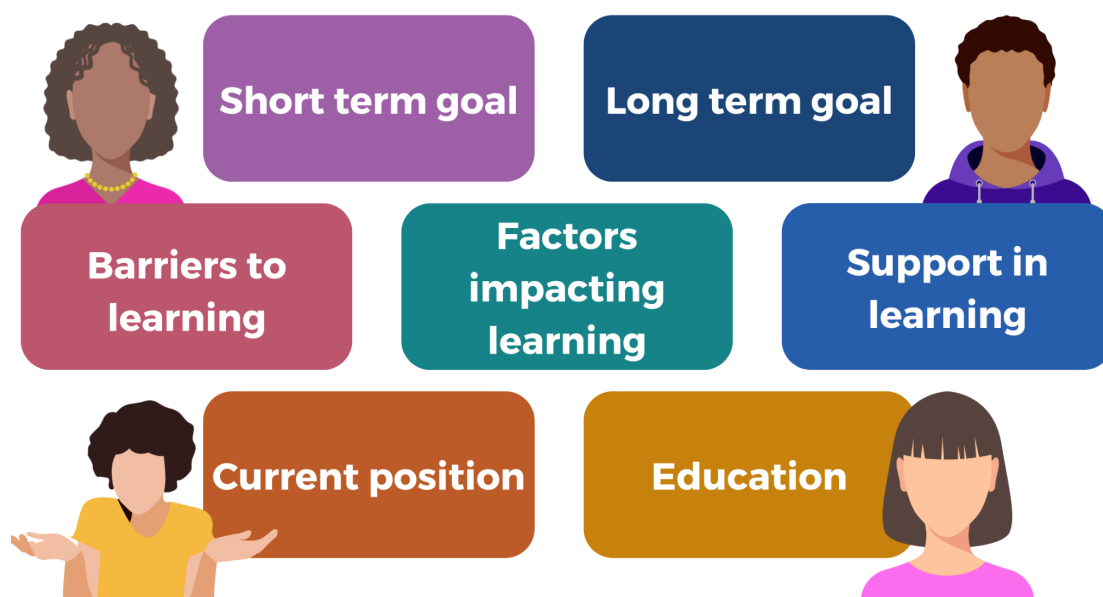 Short term goal
Long term goal
Barriers to
learning
Factors
impacting
learning
Support in
learning
Current position
Education